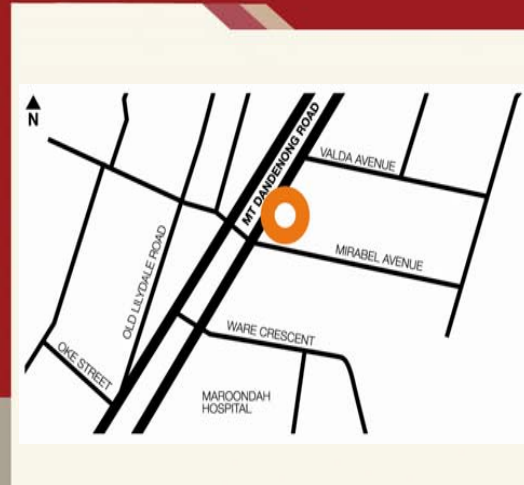 N
MT DANDENONG ROAD
VALDA AVENUE
MIRABEL AVENUE
OLD LILYDALE ROAD
WARE CRESCENT
OKE STREET
MAROONDAH
HOSPITAL